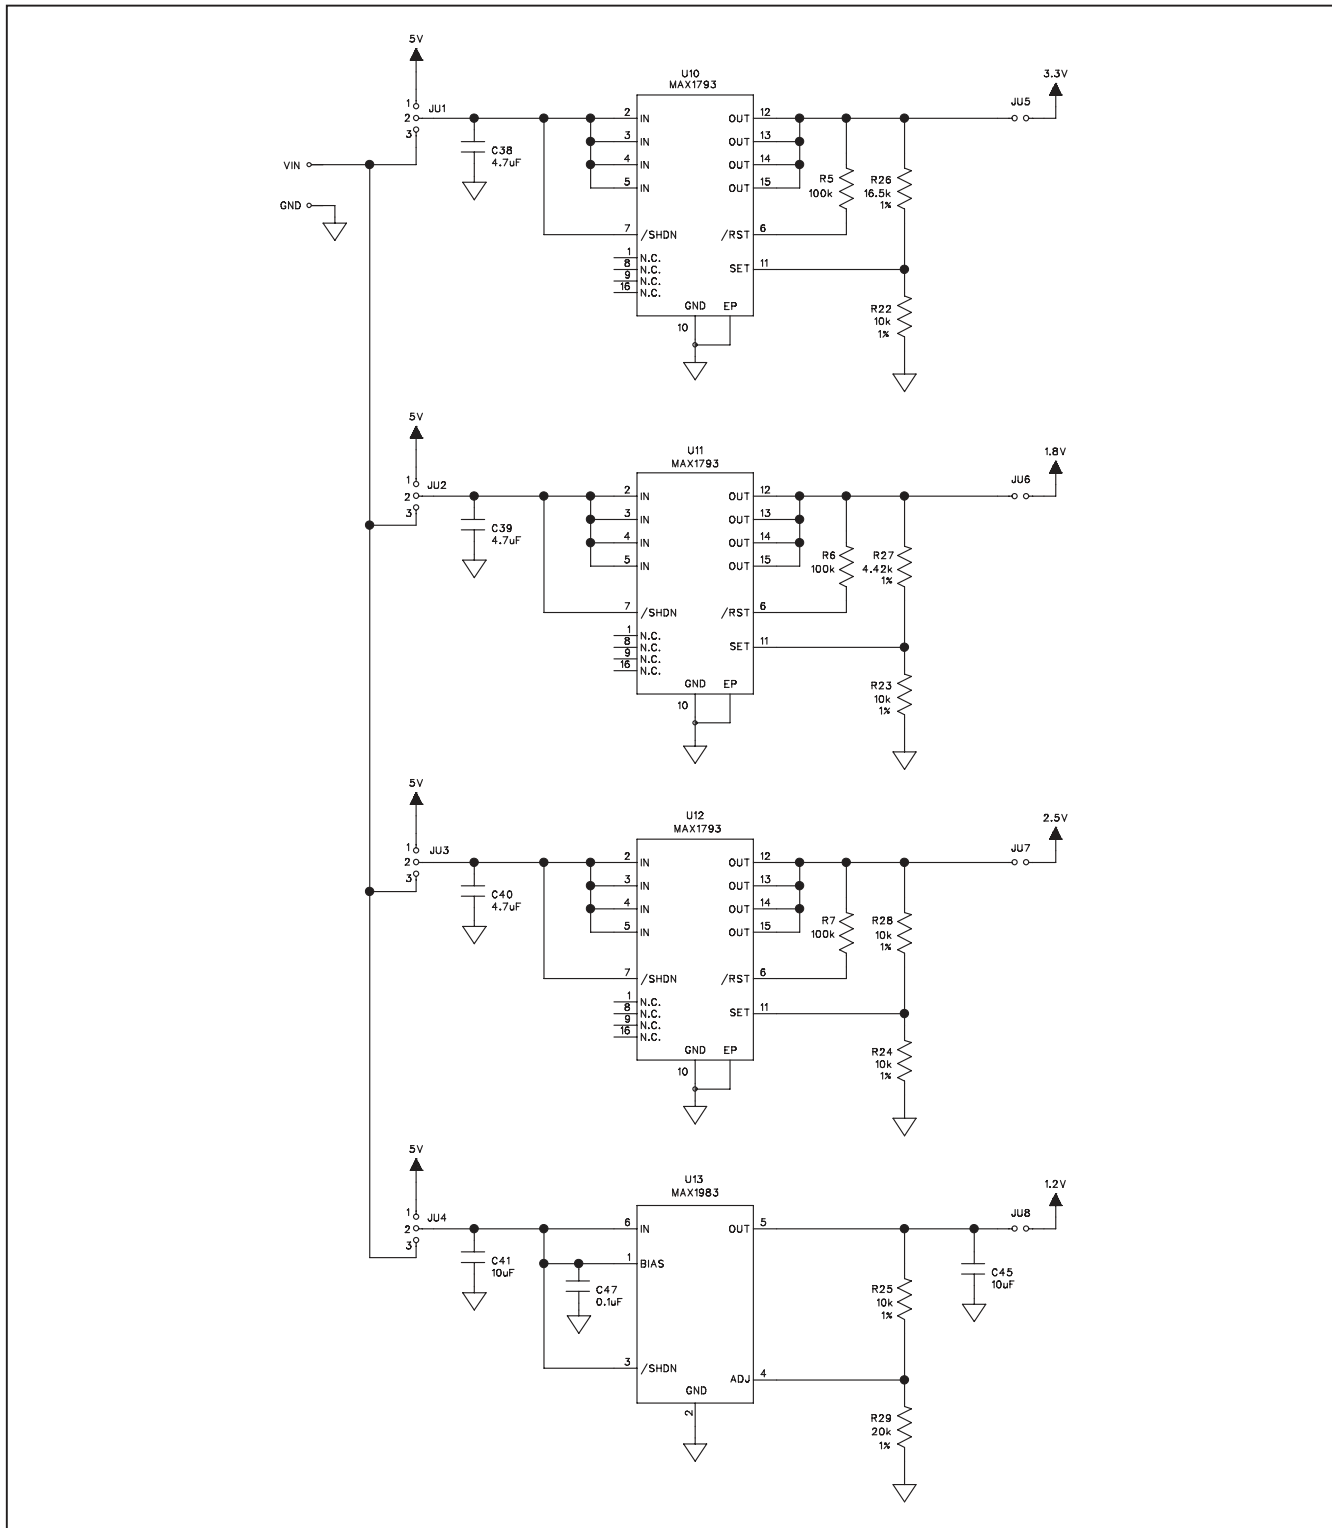 5V
1
2
3
JU1
VIN
GND
C38
4.7uF
U10
MAX1793
2 IN
3 IN
4 IN
5 IN
7 /SHDN
1 N.C.
8 N.C.
9 N.C.
16 N.C.
OUT 12
OUT 13
OUT 14
OUT 15
/RST 6
SET 11
GND EP
10
R5
100k
R26
16.5k
1%
R22
10k
1%
JU5
3.3V
5V
1
2
3
JU2
C39
4.7uF
U11
MAX1793
2 IN
3 IN
4 IN
5 IN
7 /SHDN
1 N.C.
8 N.C.
9 N.C.
16 N.C.
OUT 12
OUT 13
OUT 14
OUT 15
/RST 6
SET 11
GND EP
10
R6
100k
R27
4.42k
1%
R23
10k
1%
JU6
1.8V
5V
1
2
3
JU3
C40
4.7uF
U12
MAX1793
2 IN
3 IN
4 IN
5 IN
7 /SHDN
1 N.C.
8 N.C.
9 N.C.
16 N.C.
OUT 12
OUT 13
OUT 14
OUT 15
/RST 6
SET 11
GND EP
10
R7
100k
R28
10k
1%
R24
10k
1%
JU7
2.5V
5V
1
2
3
JU4
C41
10uF
C47
0.1uF
U13
MAX1983
6 IN
1 BIAS
3 /SHDN
OUT 5
ADJ 4
GND
2
R25
10k
1%
R29
20k
1%
C45
10uF
JU8
1.2V